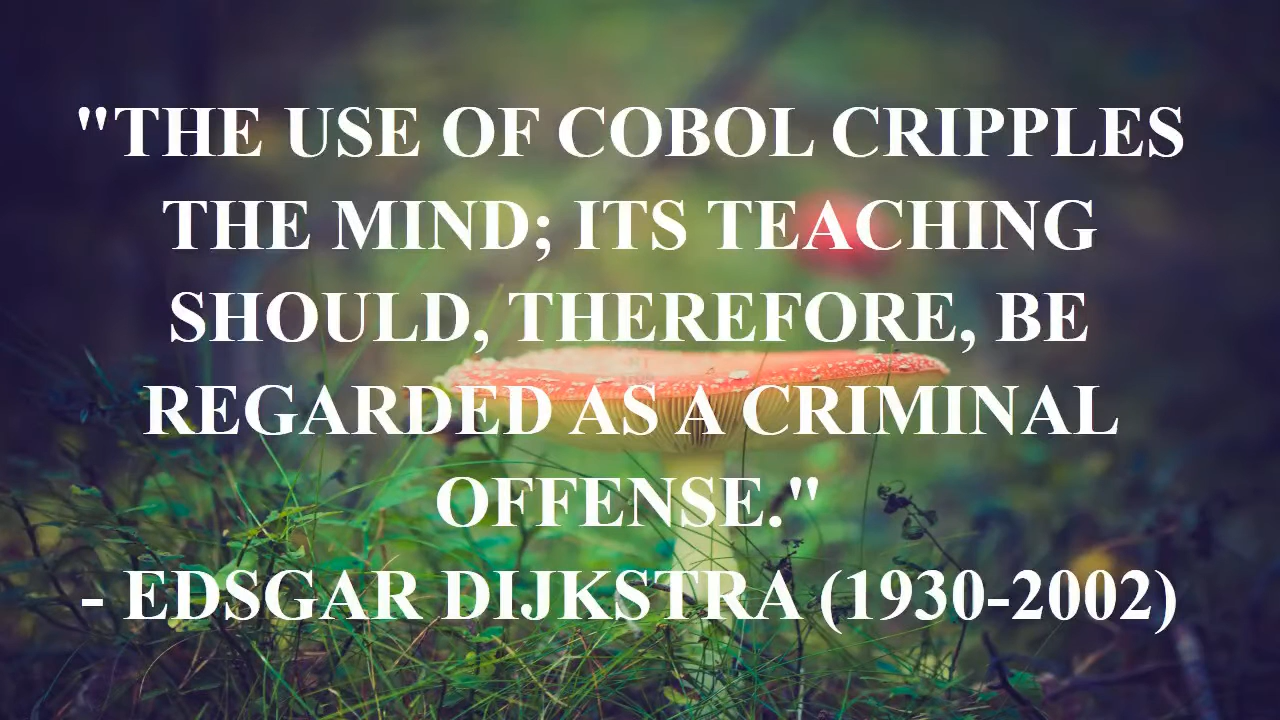 "THE USE OF COBOL CRIPPLES
THE MIND; ITS TEACHING
SHOULD, THEREFORE, BE
REGARDED AS A CRIMINAL
OFFENSE."
- EDSGAR DIJKSTRA (1930-2002)